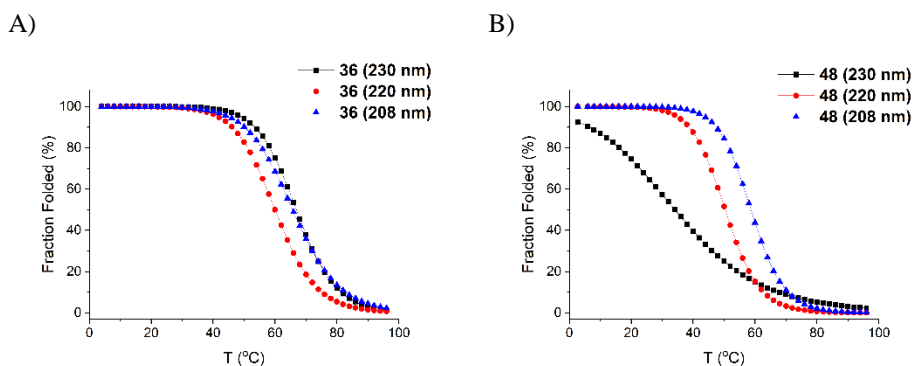 A)
36 (230 nm)
36 (220 nm)
36 (208 nm)
Fraction Folded (%)
100
80
60
40
20
0
0 20 40 60 80 100
T (°C)
B)
48 (230 nm)
48 (220 nm)
48 (208 nm)
Fraction Folded (%)
100
80
60
40
20
0
0 20 40 60 80 100
T (°C)